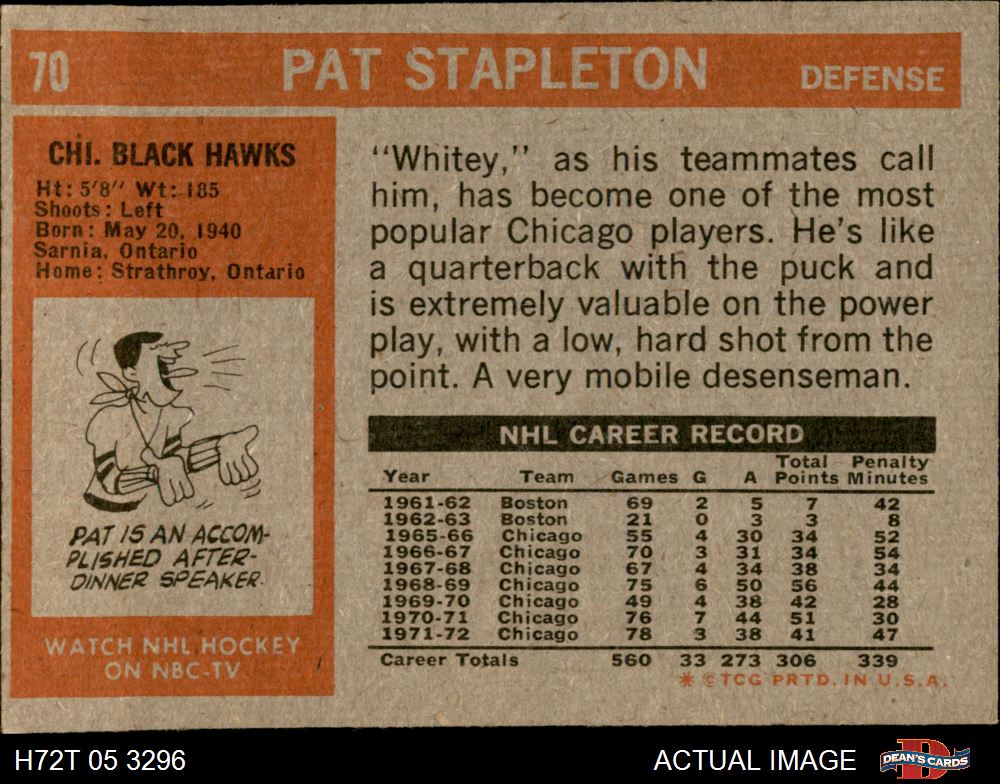 70 PAT STAPLETON DEFENSE
CHI. BLACK HAWKS
Ht: 5'8" Wt: 185
Shoots: Left
Born: May 20, 1940
Sarnia, Ontario
Home: Strathroy, Ontario
PAT IS AN ACCOM-
PLISHED AFTER-
DINNER SPEAKER.
WATCH NHL HOCKEY
ON NBC-TV
"Whitey," as his teammates call
him, has become one of the most
popular Chicago players. He's like
a quarterback with the puck and
is extremely valuable on the power
play, with a low, hard shot from the
point. A very mobile desenseman.
NHL CAREER RECORD
Year Team Games G A Total Points Penalty Minutes
1961-62 Boston 69 2 5 7 42
1962-63 Boston 21 0 3 3 8
1965-66 Chicago 55 4 30 34 52
1966-67 Chicago 70 3 31 34 54
1967-68 Chicago 67 4 34 38 34
1968-69 Chicago 75 6 50 56 44
1969-70 Chicago 49 4 38 42 28
1970-71 Chicago 76 7 44 51 30
1971-72 Chicago 78 3 38 41 47
Career Totals 560 33 273 306 339
* © TCG PRTD. IN U.S.A.
H72T 05 3296 ACTUAL IMAGE DEAN'S CARDS